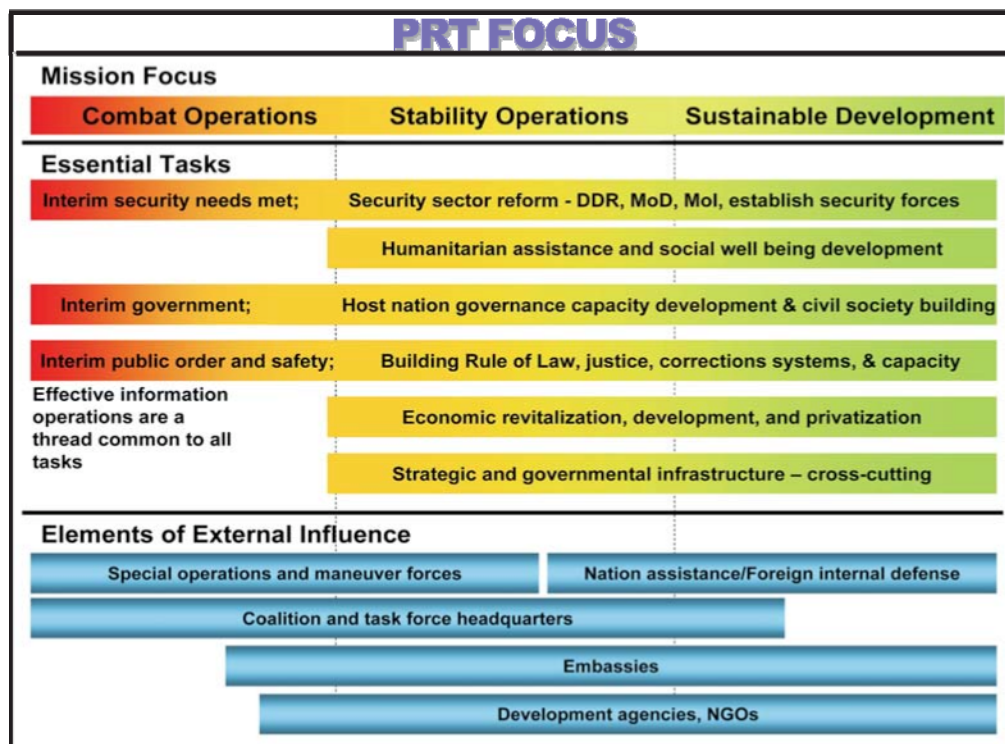 PRT FOCUS
Mission Focus
Combat Operations
Stability Operations
Sustainable Development
Essential Tasks
Interim security needs met;
Security sector reform - DDR, MoD, MoI, establish security forces
Humanitarian assistance and social well being development
Interim government;
Host nation governance capacity development & civil society building
Interim public order and safety;
Building Rule of Law, justice, corrections systems, & capacity
Effective information
operations are a
thread common to all
tasks
Economic revitalization, development, and privatization
Strategic and governmental infrastructure – cross-cutting
Elements of External Influence
Special operations and maneuver forces
Nation assistance/Foreign internal defense
Coalition and task force headquarters
Embassies
Development agencies, NGOs